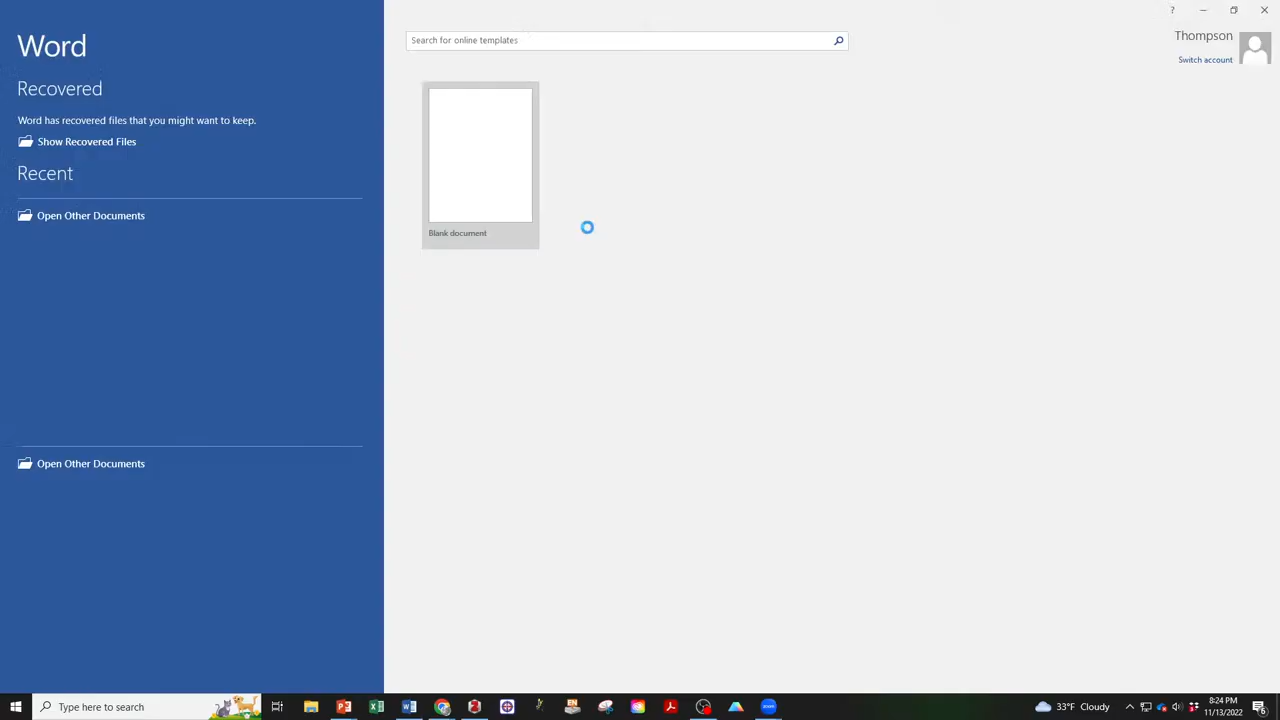 ?
Word
Search for online templates
Thompson
Switch account
Recovered
Word has recovered files that you might want to keep.
Show Recovered Files
Recent
Open Other Documents
Blank document
Open Other Documents
Type here to search
33°F Cloudy
8:24 PM
11/13/2022
6